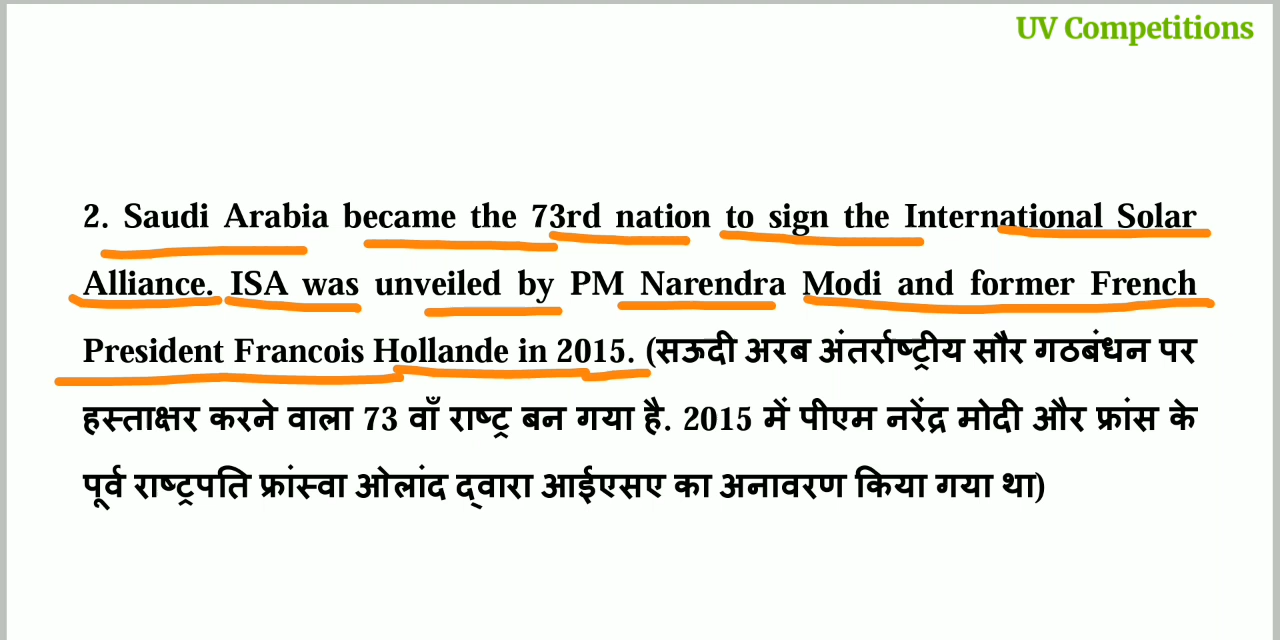 UV Competitions
2. Saudi Arabia became the 73rd nation to sign the International Solar
Alliance. ISA was unveiled by PM Narendra Modi and former French
President Francois Hollande in 2015. (सऊदी अरब अंतर्राष्ट्रीय सौर गठबंधन पर
हस्ताक्षर करने वाला 73 वाँ राष्ट्र बन गया है. 2015 में पीएम नरेंद्र मोदी और फ्रांस के
पूर्व राष्ट्रपति फ्रांस्वा ओलांद द्वारा आईएसए का अनावरण किया गया था)